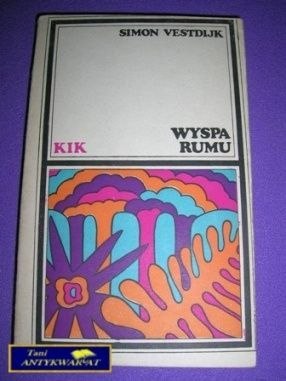 SIMON VESTDIJK
KIK
WYSPA
RUMU
Tani
ANTYKWARIAT